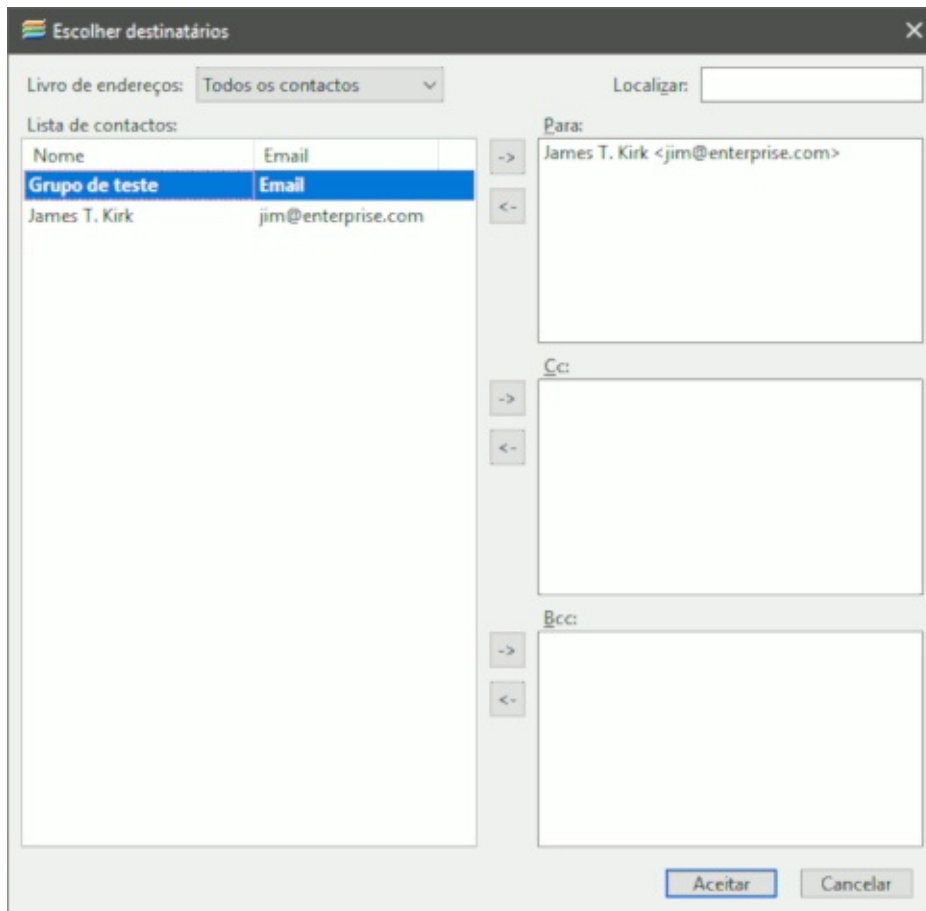 Escolher destinatários
Livro de endereços: Todos os contactos Localizar:
Lista de contactos: Para:
Nome Email -> James T. Kirk <jim@enterprise.com>
Grupo de teste Email
James T. Kirk jim@enterprise.com <-
Cc:
->
<-
Bcc:
->
<-
Aceitar Cancelar